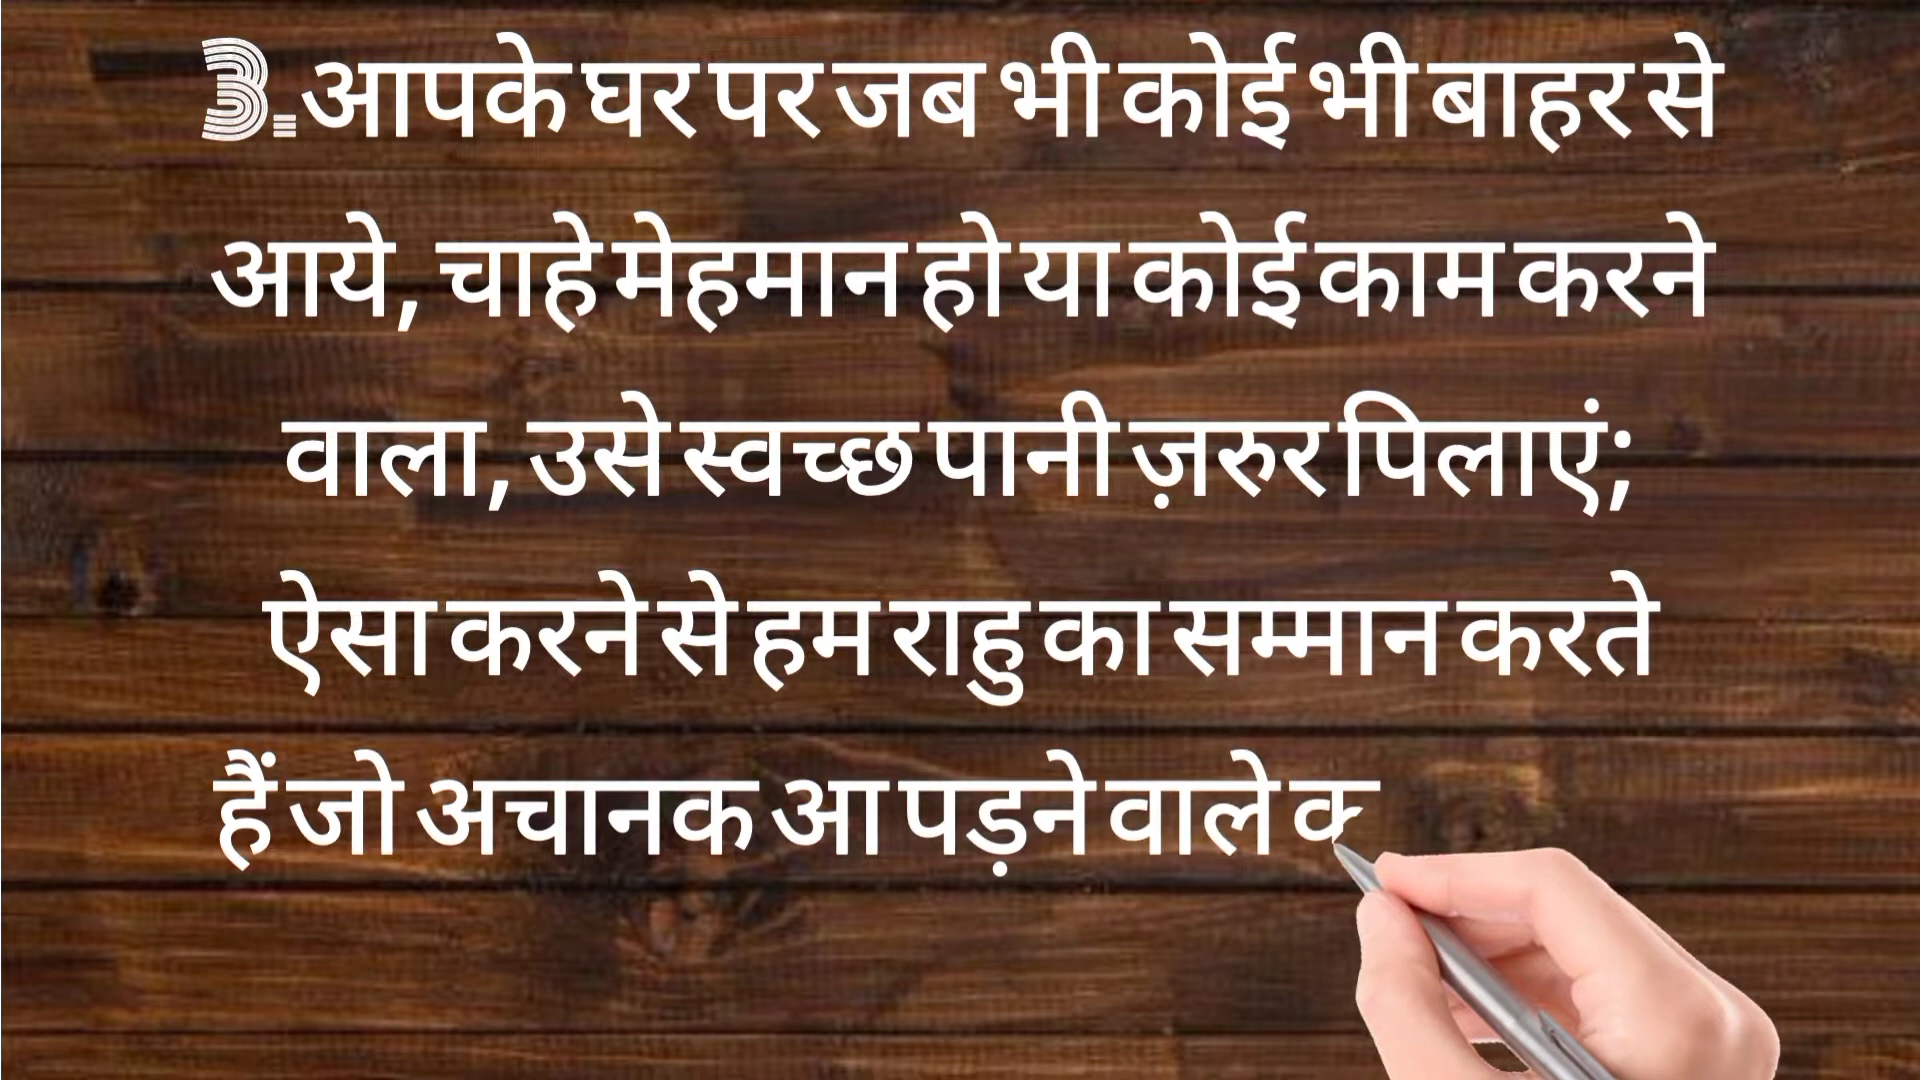 3.आपके घर पर जब भी कोई भी बाहर से
आये, चाहे मेहमान हो या कोई काम करने
वाला, उसे स्वच्छ पानी ज़रुर पिलाएं;
ऐसा करने से हम राहु का सम्मान करते
हैं जो अचानक आ पड़ने वाले